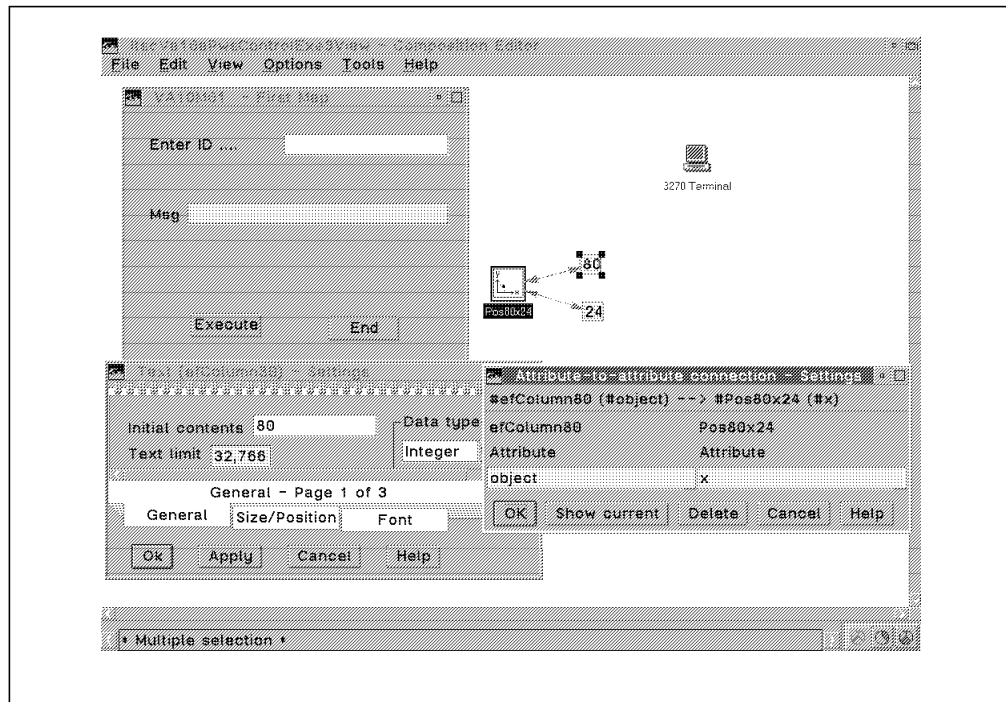 ItecVa10aPwsControlExa3View - Composition Editor
File Edit View Options Tools Help
VA10M01 - First Map
Enter ID ....
3270 Terminal
Msg
80
Pos80x24
24
Execute End
Text (efColumn80) - Settings
Initial contents 80
Data type
Text limit 32,766
Integer
General - Page 1 of 3
General Size/Position Font
Ok Apply Cancel Help
Attribute-to-attribute connection - Settings
#efColumn80 (#object) --> #Pos80x24 (#x)
efColumn80 Pos80x24
Attribute Attribute
object x
OK Show current Delete Cancel Help
* Multiple selection *